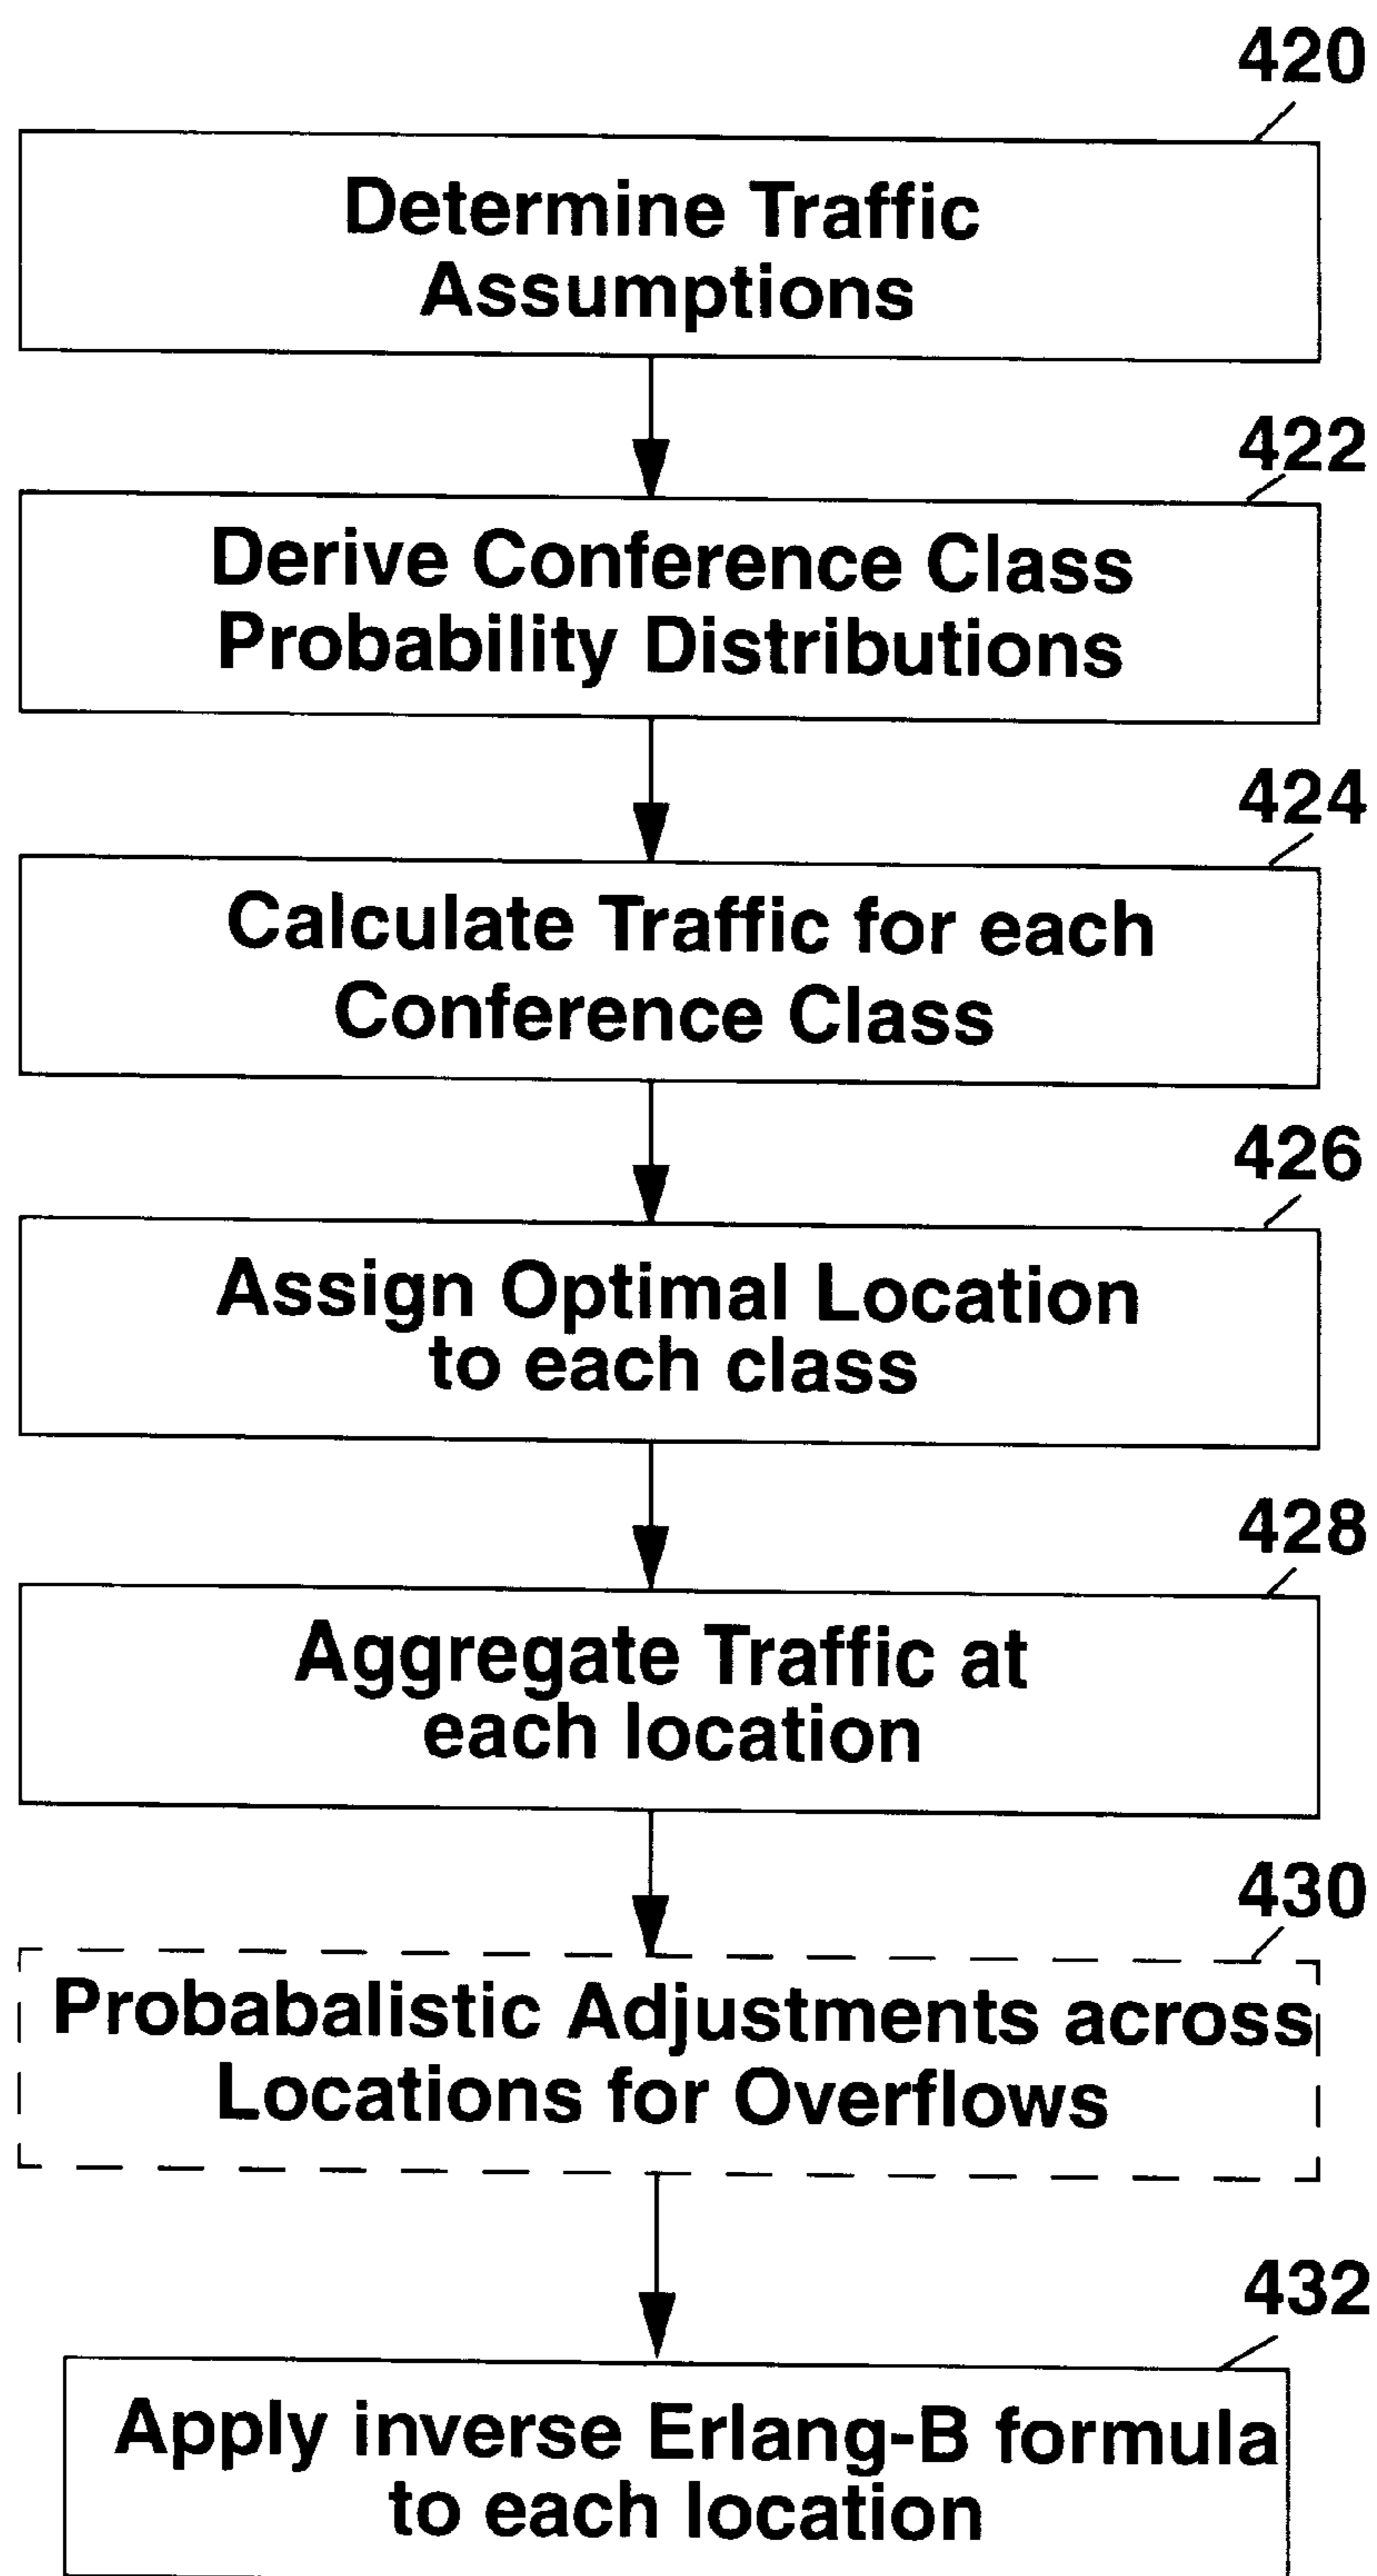 420
Determine Traffic
Assumptions
422
Derive Conference Class
Probability Distributions
424
Calculate Traffic for each
Conference Class
426
Assign Optimal Location
to each class
428
Aggregate Traffic at
each location
430
Probabalistic Adjustments across
Locations for Overflows
432
Apply inverse Erlang-B formula
to each location